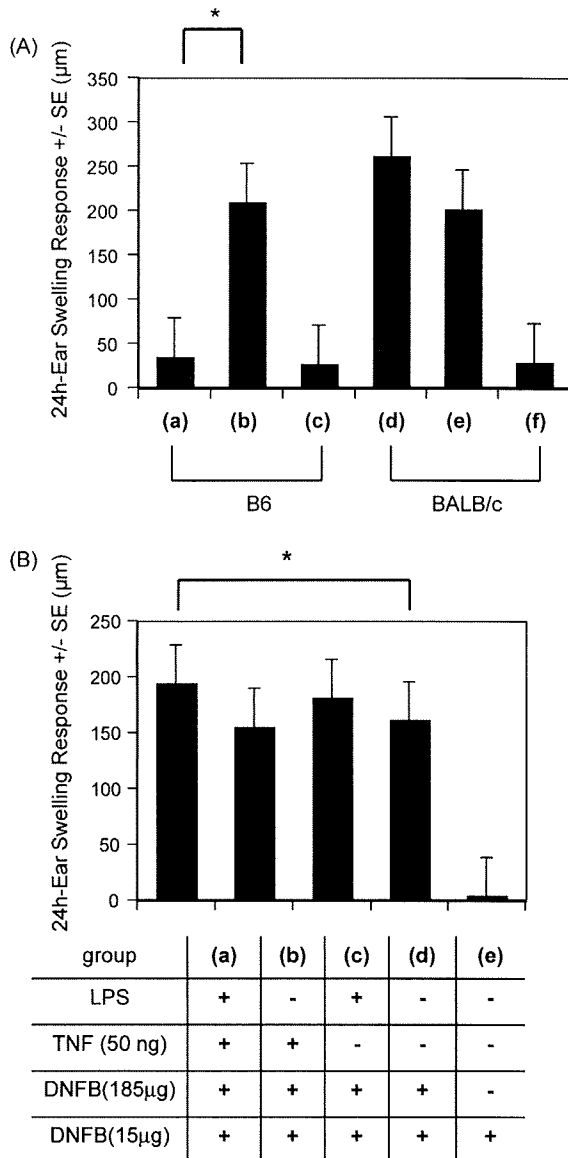 (A)
*
24h-Ear Swelling Response +/- SE (µm)
350
300
250
200
150
100
50
0
(a) (b) (c) (d) (e) (f)
B6 BALB/c
(B)
*
24h-Ear Swelling Response +/- SE (µm)
250
200
150
100
50
0
group (a) (b) (c) (d) (e)
LPS + - + - -
TNF (50 ng) + + - - -
DNFB(185µg) + + + + -
DNFB(15µg) + + + + +